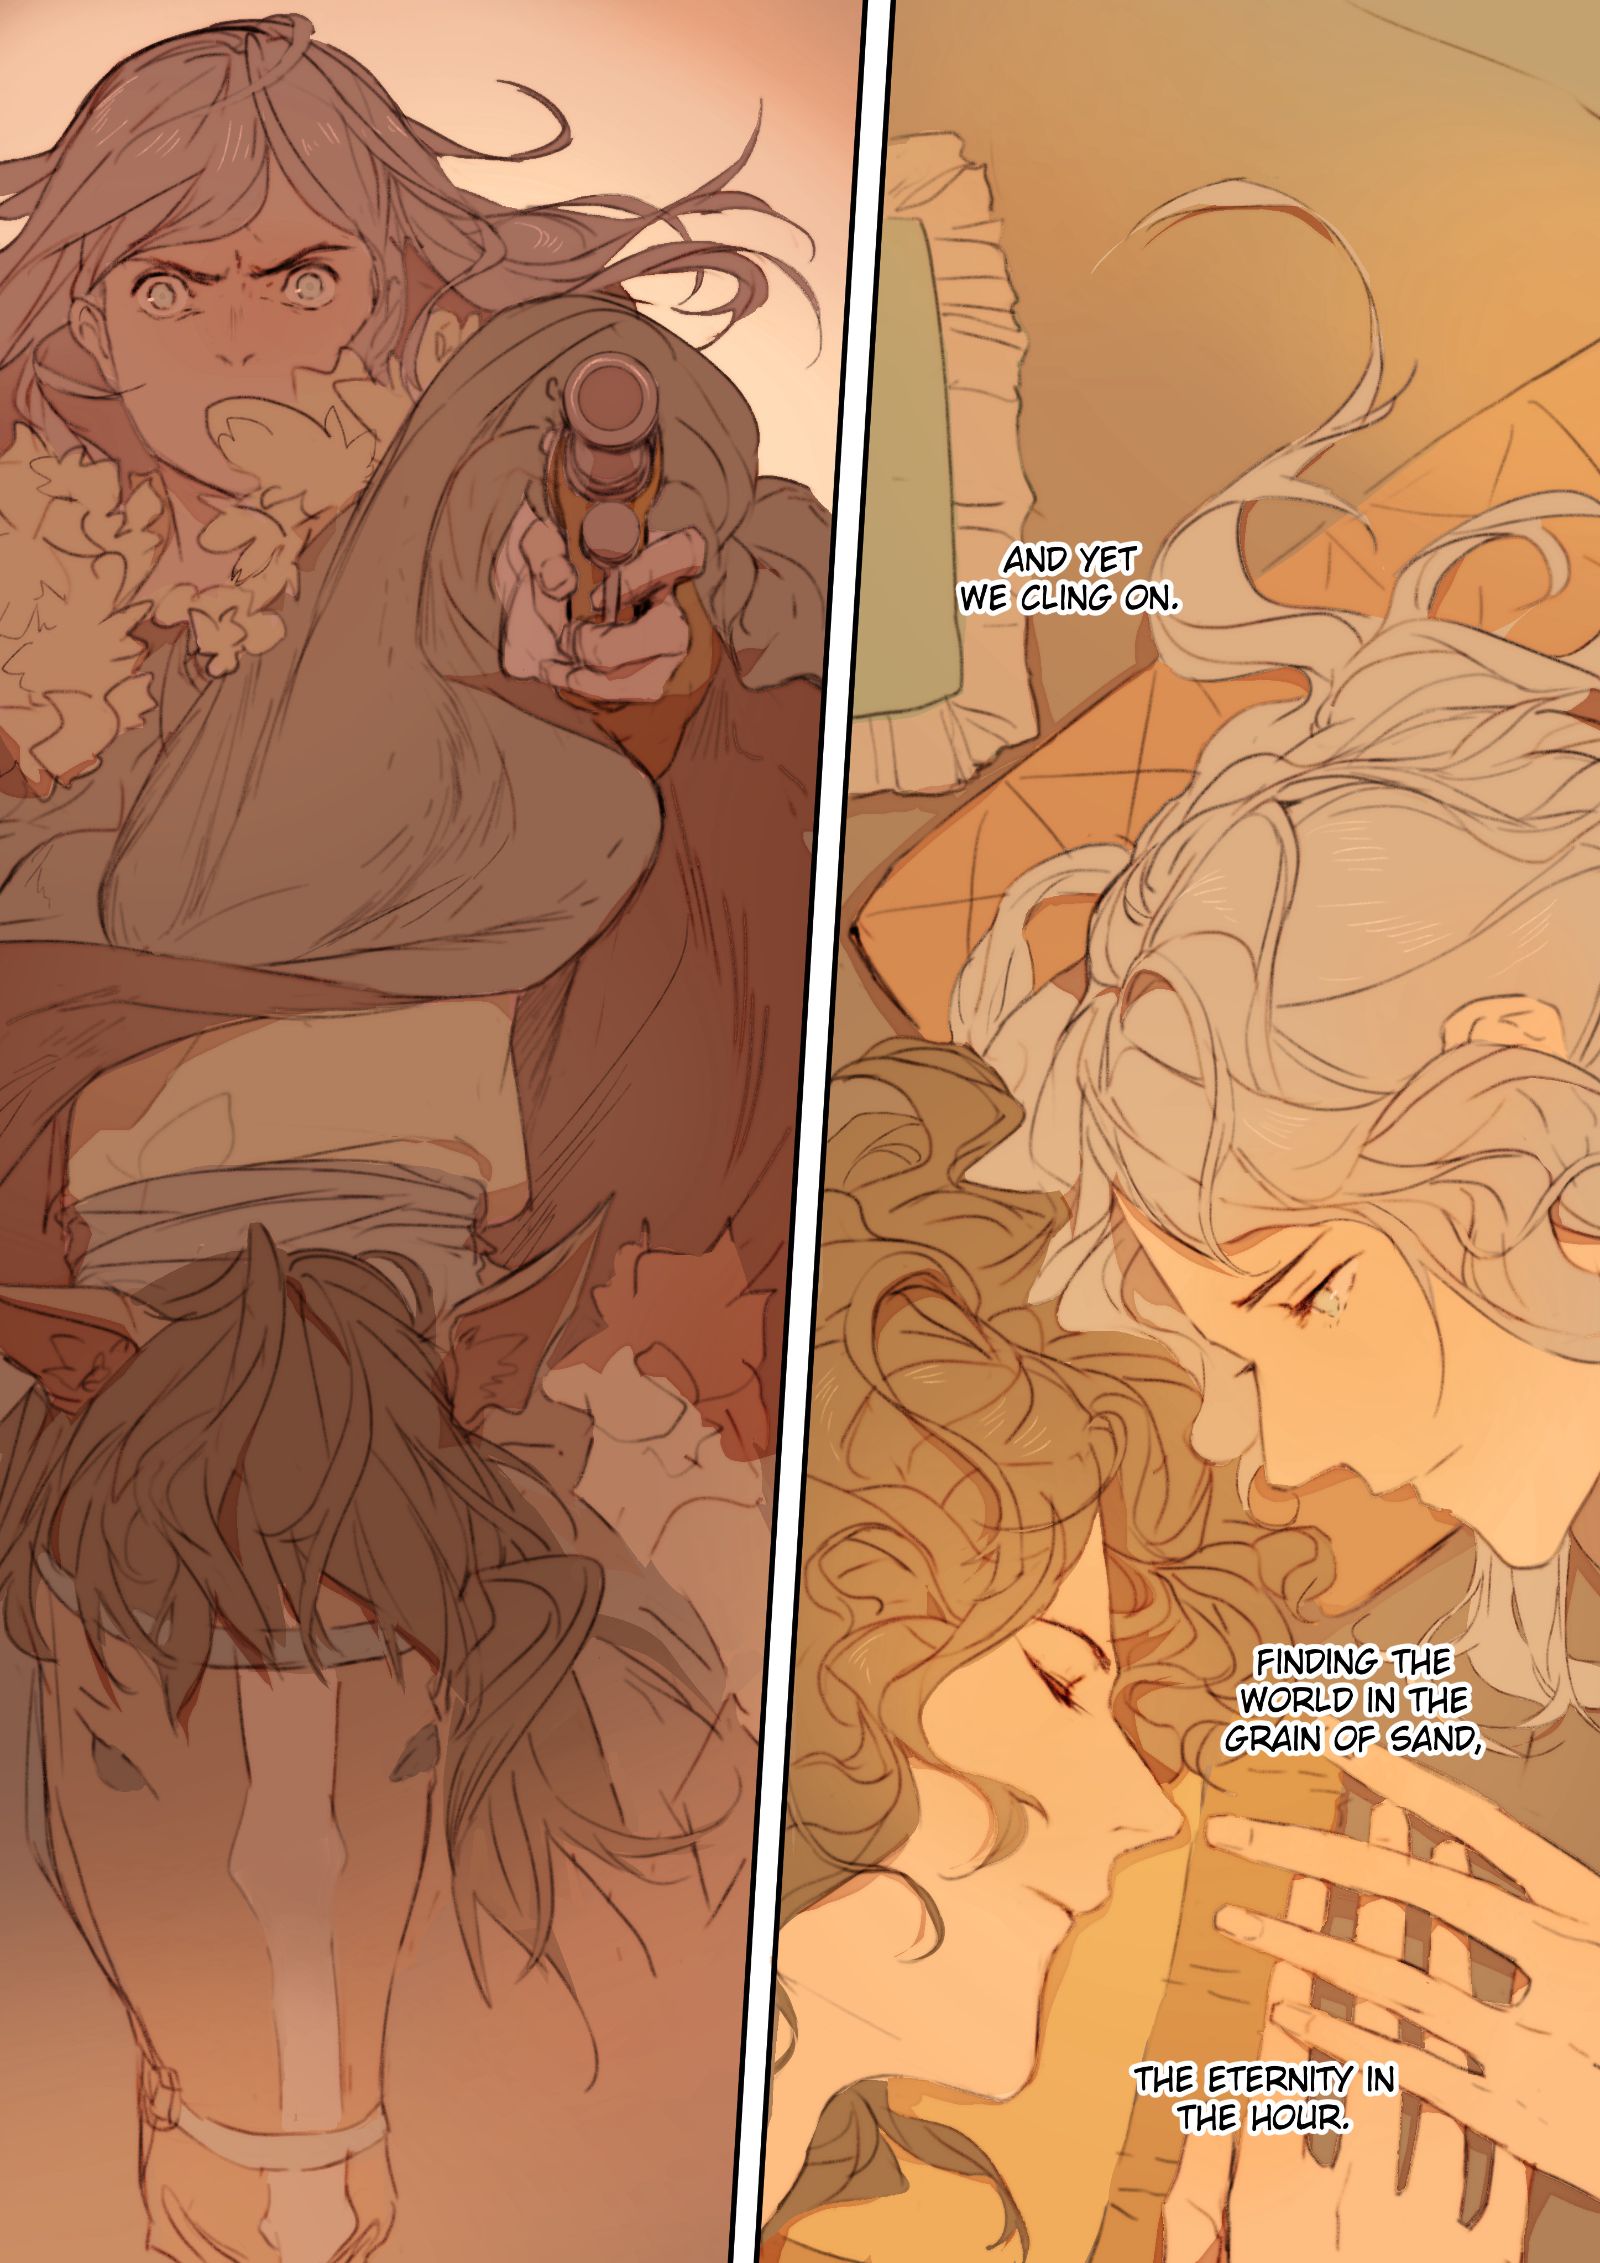 AND YET
WE CLING ON.
FINDING THE
WORLD IN THE
GRAIN OF SAND,
THE ETERNITY IN
THE HOUR.